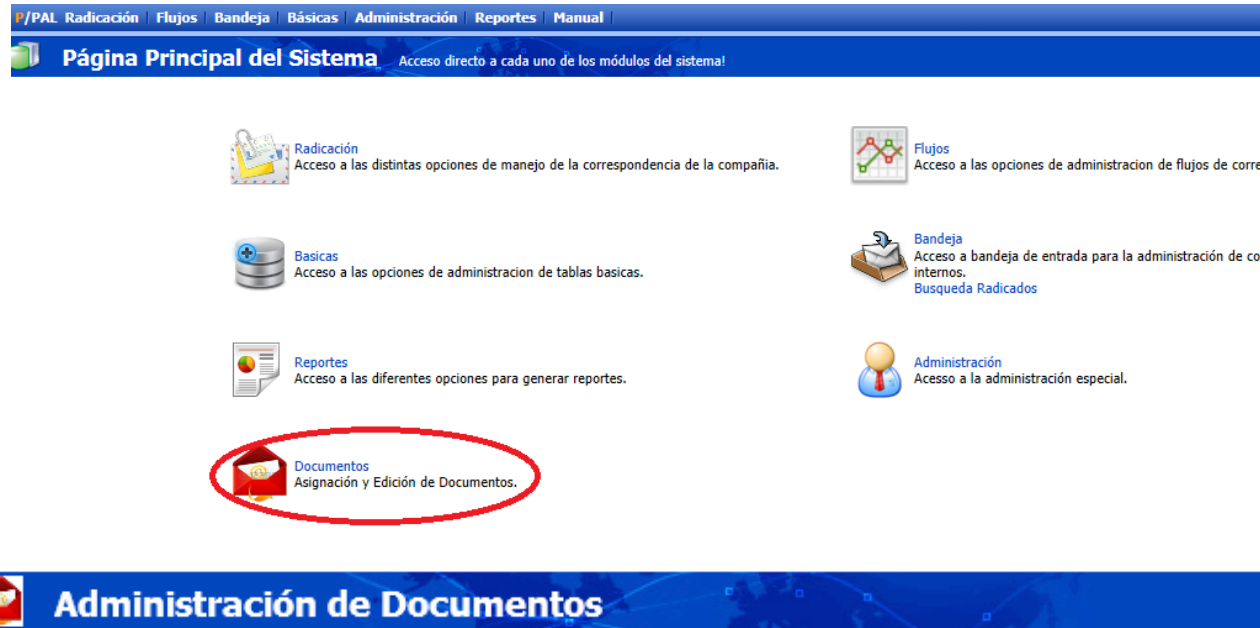 P/PAL Radicación Flujos Bandeja Básicas Administración Reportes Manual
Página Principal del Sistema Acceso directo a cada uno de los módulos del sistema!
Radicación
Acceso a las distintas opciones de manejo de la correspondencia de la compañia.
Flujos
Acceso a las opciones de administracion de flujos de corre
Basicas
Acceso a las opciones de administracion de tablas basicas.
Bandeja
Acceso a bandeja de entrada para la administración de co
internos.
Busqueda Radicados
Reportes
Acceso a las diferentes opciones para generar reportes.
Administración
Acesso a la administración especial.
Documentos
Asignación y Edición de Documentos.
Administración de Documentos